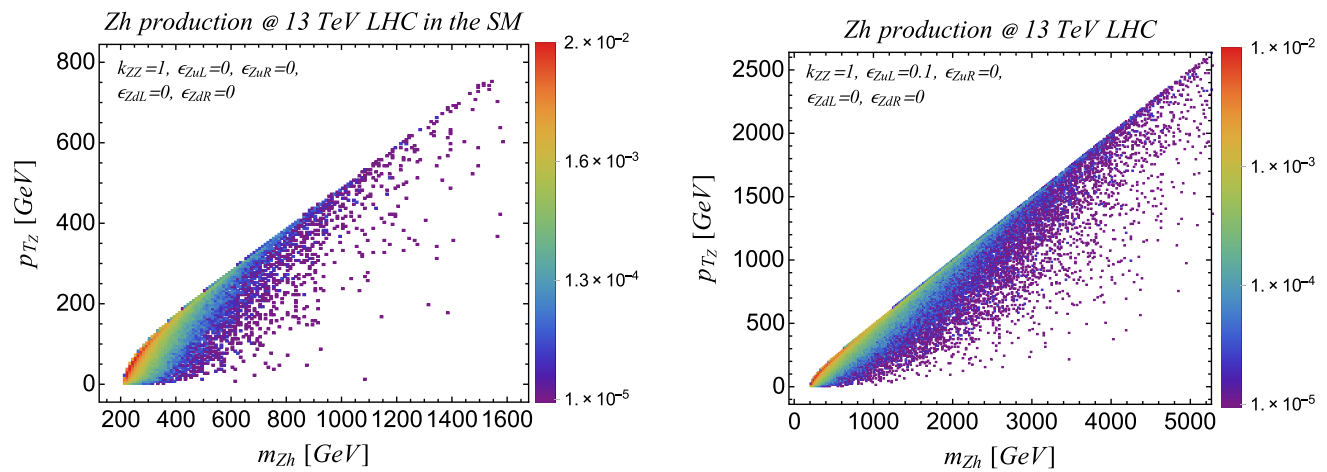 Zh production @ 13 TeV LHC in the SM
k_ZZ=1, ϵ_ZuL=0, ϵ_ZuR=0,
ϵ_ZdL=0, ϵ_ZdR=0
p_T_Z [GeV]
800
600
400
200
0
200 400 600 800 1000 1200 1400 1600
m_Zh [GeV]
2. × 10⁻²
1.6 × 10⁻³
1.3 × 10⁻⁴
1. × 10⁻⁵
Zh production @ 13 TeV LHC
k_ZZ=1, ϵ_ZuL=0.1, ϵ_ZuR=0,
ϵ_ZdL=0, ϵ_ZdR=0
p_T_Z [GeV]
2500
2000
1500
1000
500
0
0 1000 2000 3000 4000 5000
m_Zh [GeV]
1. × 10⁻²
1. × 10⁻³
1. × 10⁻⁴
1. × 10⁻⁵